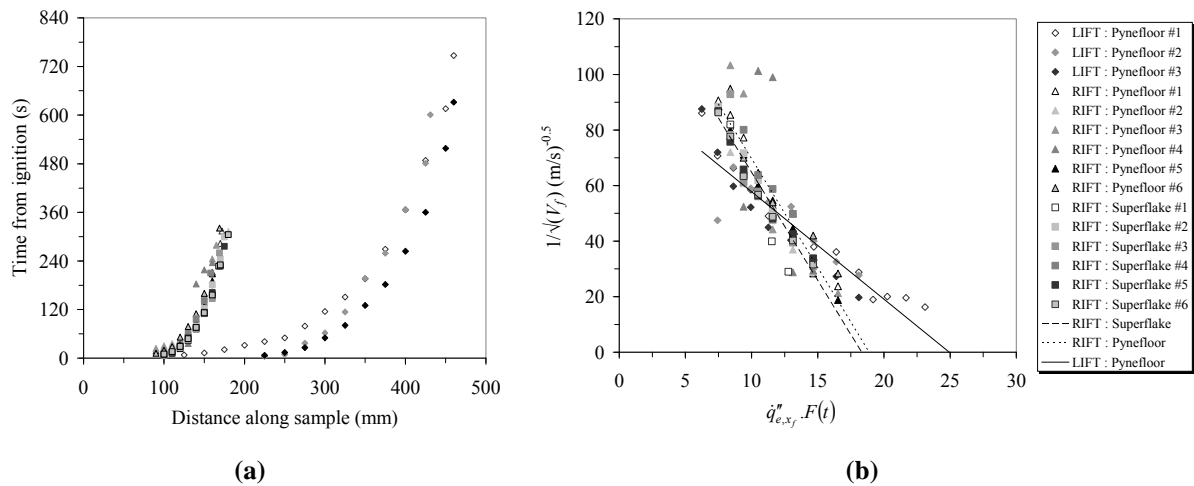 (a)
840
720
600
480
360
240
120
0
Time from ignition (s)
0 100 200 300 400 500
Distance along sample (mm)
(a)
(b)
120
100
80
60
40
20
0
1/√(V_f) (m/s)^-0.5
0 5 10 15 20 25 30
q̇″_e,x_f .F(t)
(b)
LIFT : Pynefloor #1
LIFT : Pynefloor #2
LIFT : Pynefloor #3
RIFT : Pynefloor #1
RIFT : Pynefloor #2
RIFT : Pynefloor #3
RIFT : Pynefloor #4
RIFT : Pynefloor #5
RIFT : Pynefloor #6
RIFT : Superflake #1
RIFT : Superflake #2
RIFT : Superflake #3
RIFT : Superflake #4
RIFT : Superflake #5
RIFT : Superflake #6
RIFT : Superflake
RIFT : Pynefloor
LIFT : Pynefloor